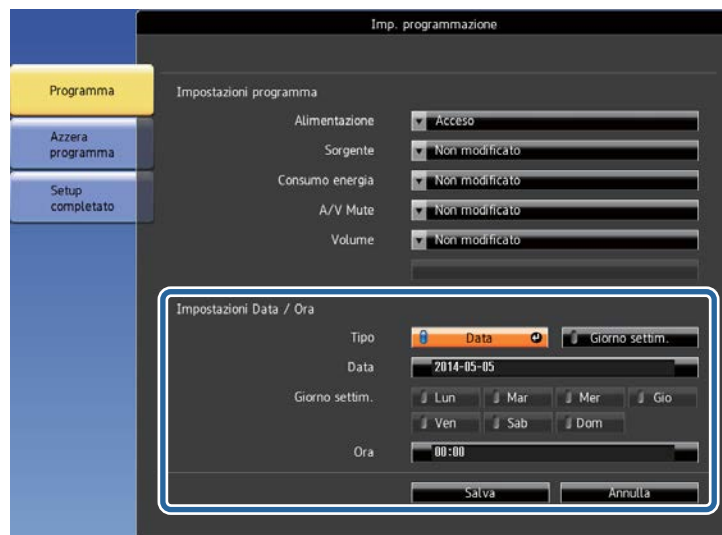 Imp. programmazione
Programma
Azzera
programma
Setup
completato
Impostazioni programma
Alimentazione Acceso
Sorgente Non modificato
Consumo energia Non modificato
A/V Mute Non modificato
Volume Non modificato
Impostazioni Data / Ora
Tipo Data Giorno settim.
Data 2014-05-05
Giorno settim. Lun Mar Mer Gio
Ven Sab Dom
Ora 00:00
Salva Annulla